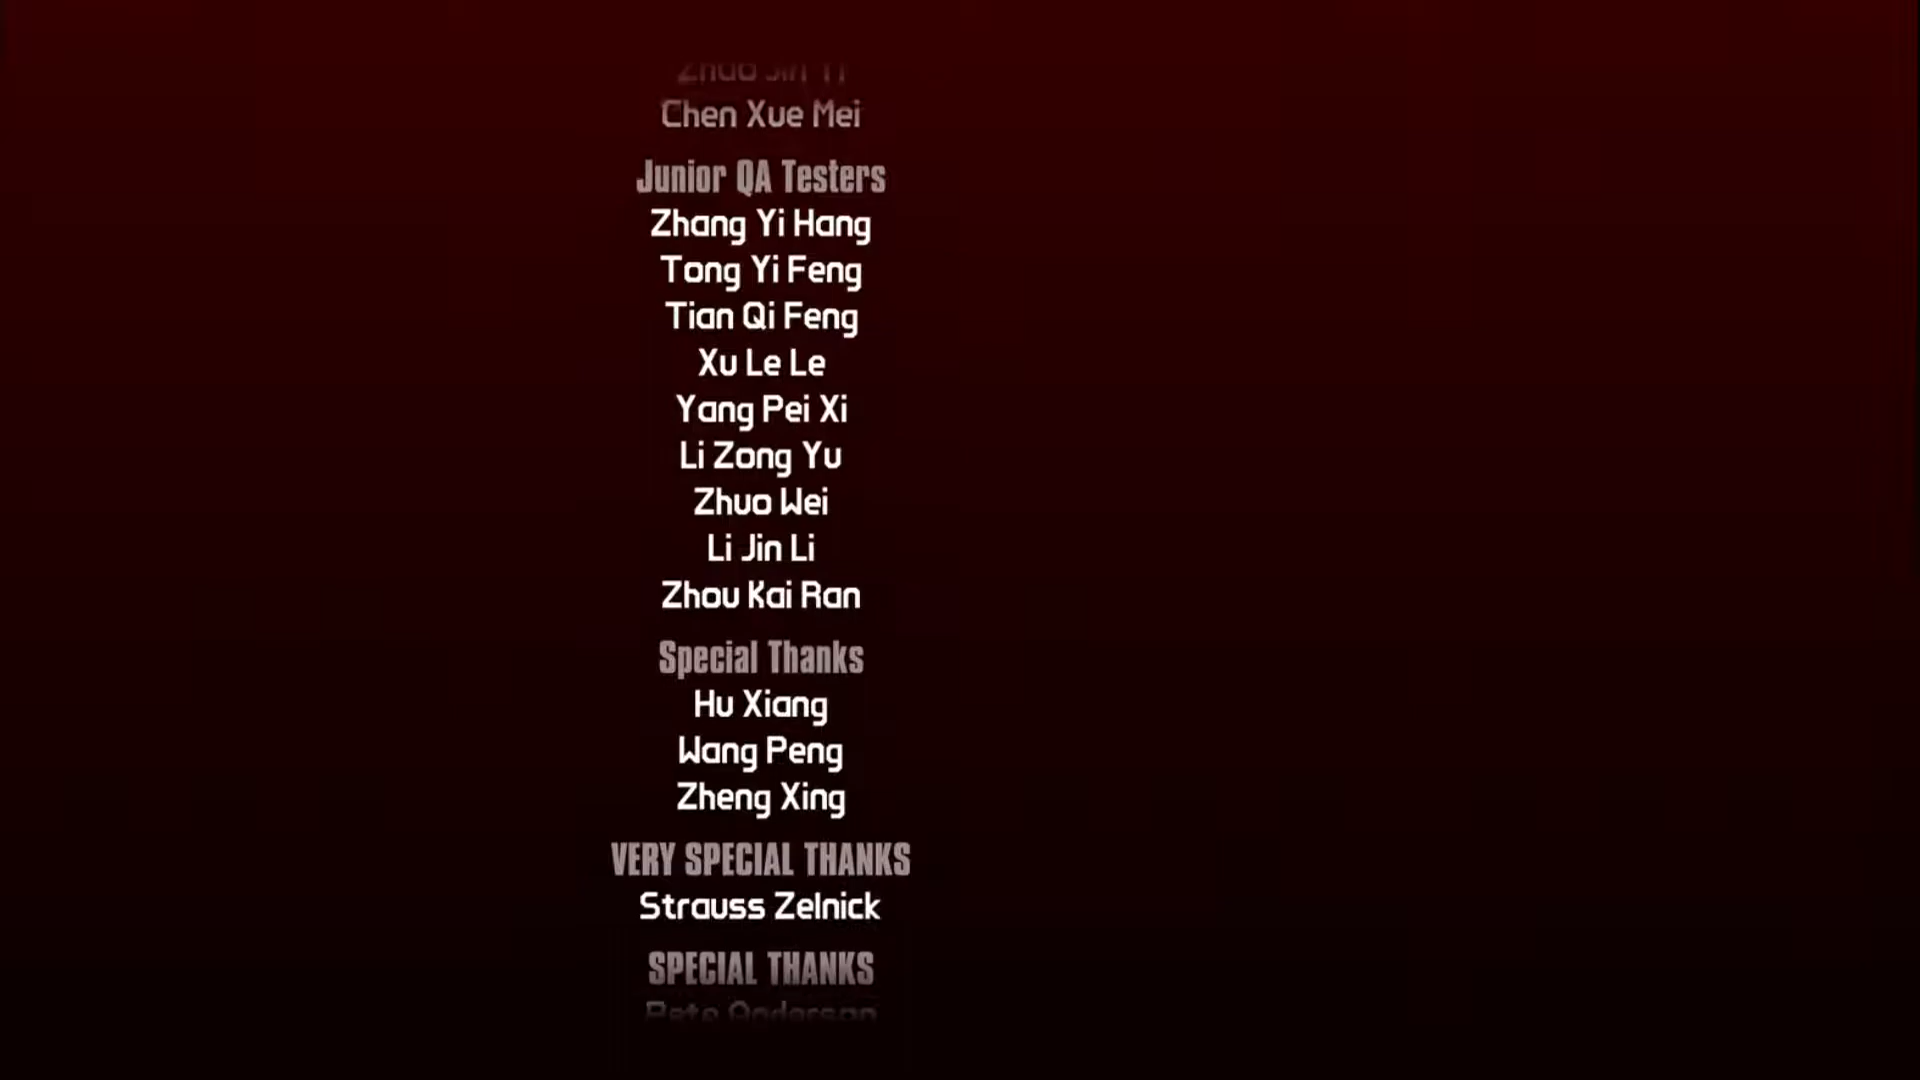 Chen Xue Mei
Junior QA Testers
Zhang Yi Hang
Tong Yi Feng
Tian Qi Feng
Xu Le Le
Yang Pei Xi
Li Zong Yu
Zhuo Wei
Li Jin Li
Zhou Kai Ran
Special Thanks
Hu Xiang
Wang Peng
Zheng Xing
VERY SPECIAL THANKS
Strauss Zelnick
SPECIAL THANKS
Pete Anderson